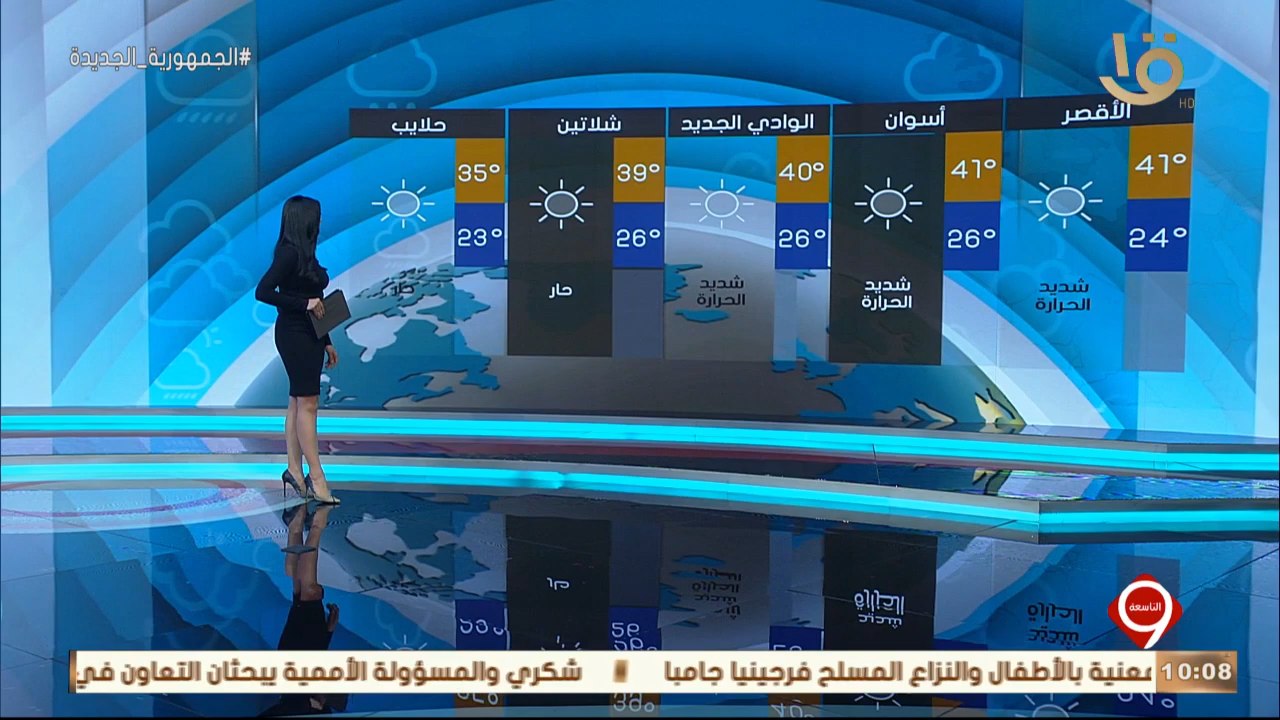 #الجمهورية_الجديدة
HD
الأقصر
41°
24°
شديد
الحرارة
أسوان
41°
26°
شديد
الحرارة
الوادي الجديد
40°
26°
شديد
الحرارة
شلاتين
39°
26°
حار
حلايب
35°
23°
حار
التاسعة
9
10:08
معنية بالأطفال والنزاع المسلح فرجينيا جامبا
شكري والمسؤولة الأممية يبحثان التعاون في